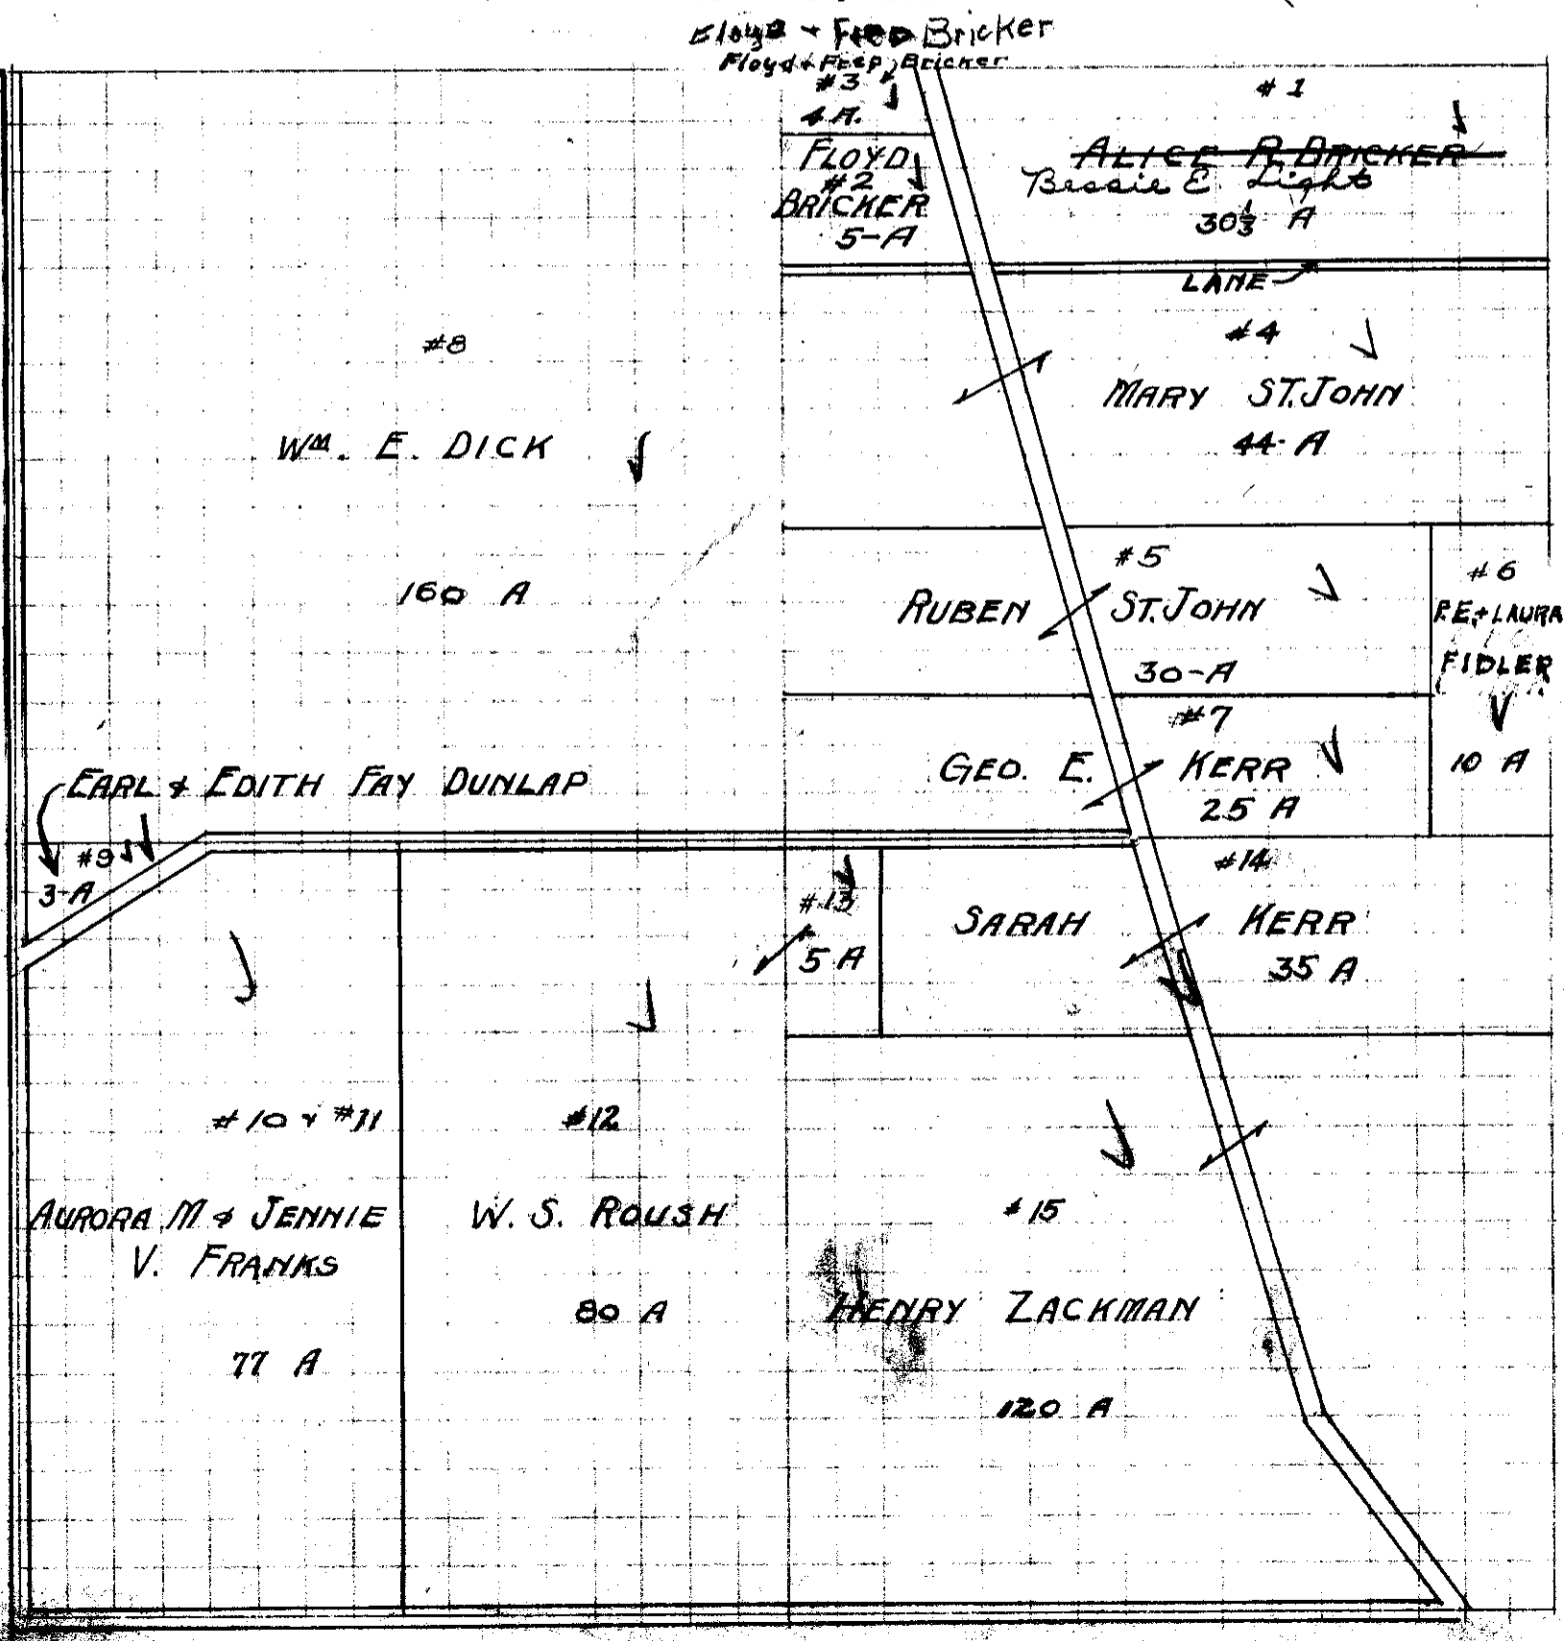 Floyd + Fred Bricker
Floyd + Fred Bricker
#3
4 A.
FLOYD
#2
BRICKER
5-A
#1
ALICE R. BRICKER
Bessie E. Light
30⅓ A
LANE
#4
MARY ST. JOHN
44-A
#8
WM. E. DICK
160 A
#5
RUBEN ST. JOHN
30-A
#6
P.E. + LAURA
FIDLER
10 A
#7
GEO. E. KERR
25 A
EARL & EDITH FAY DUNLAP
#9
3-A
#13
5 A
#14
SARAH KERR
35 A
#10 & #11
AURORA M & JENNIE
V. FRANKS
77 A
#12
W. S. ROUSH
80 A
#15
HENRY ZACKMAN
120 A